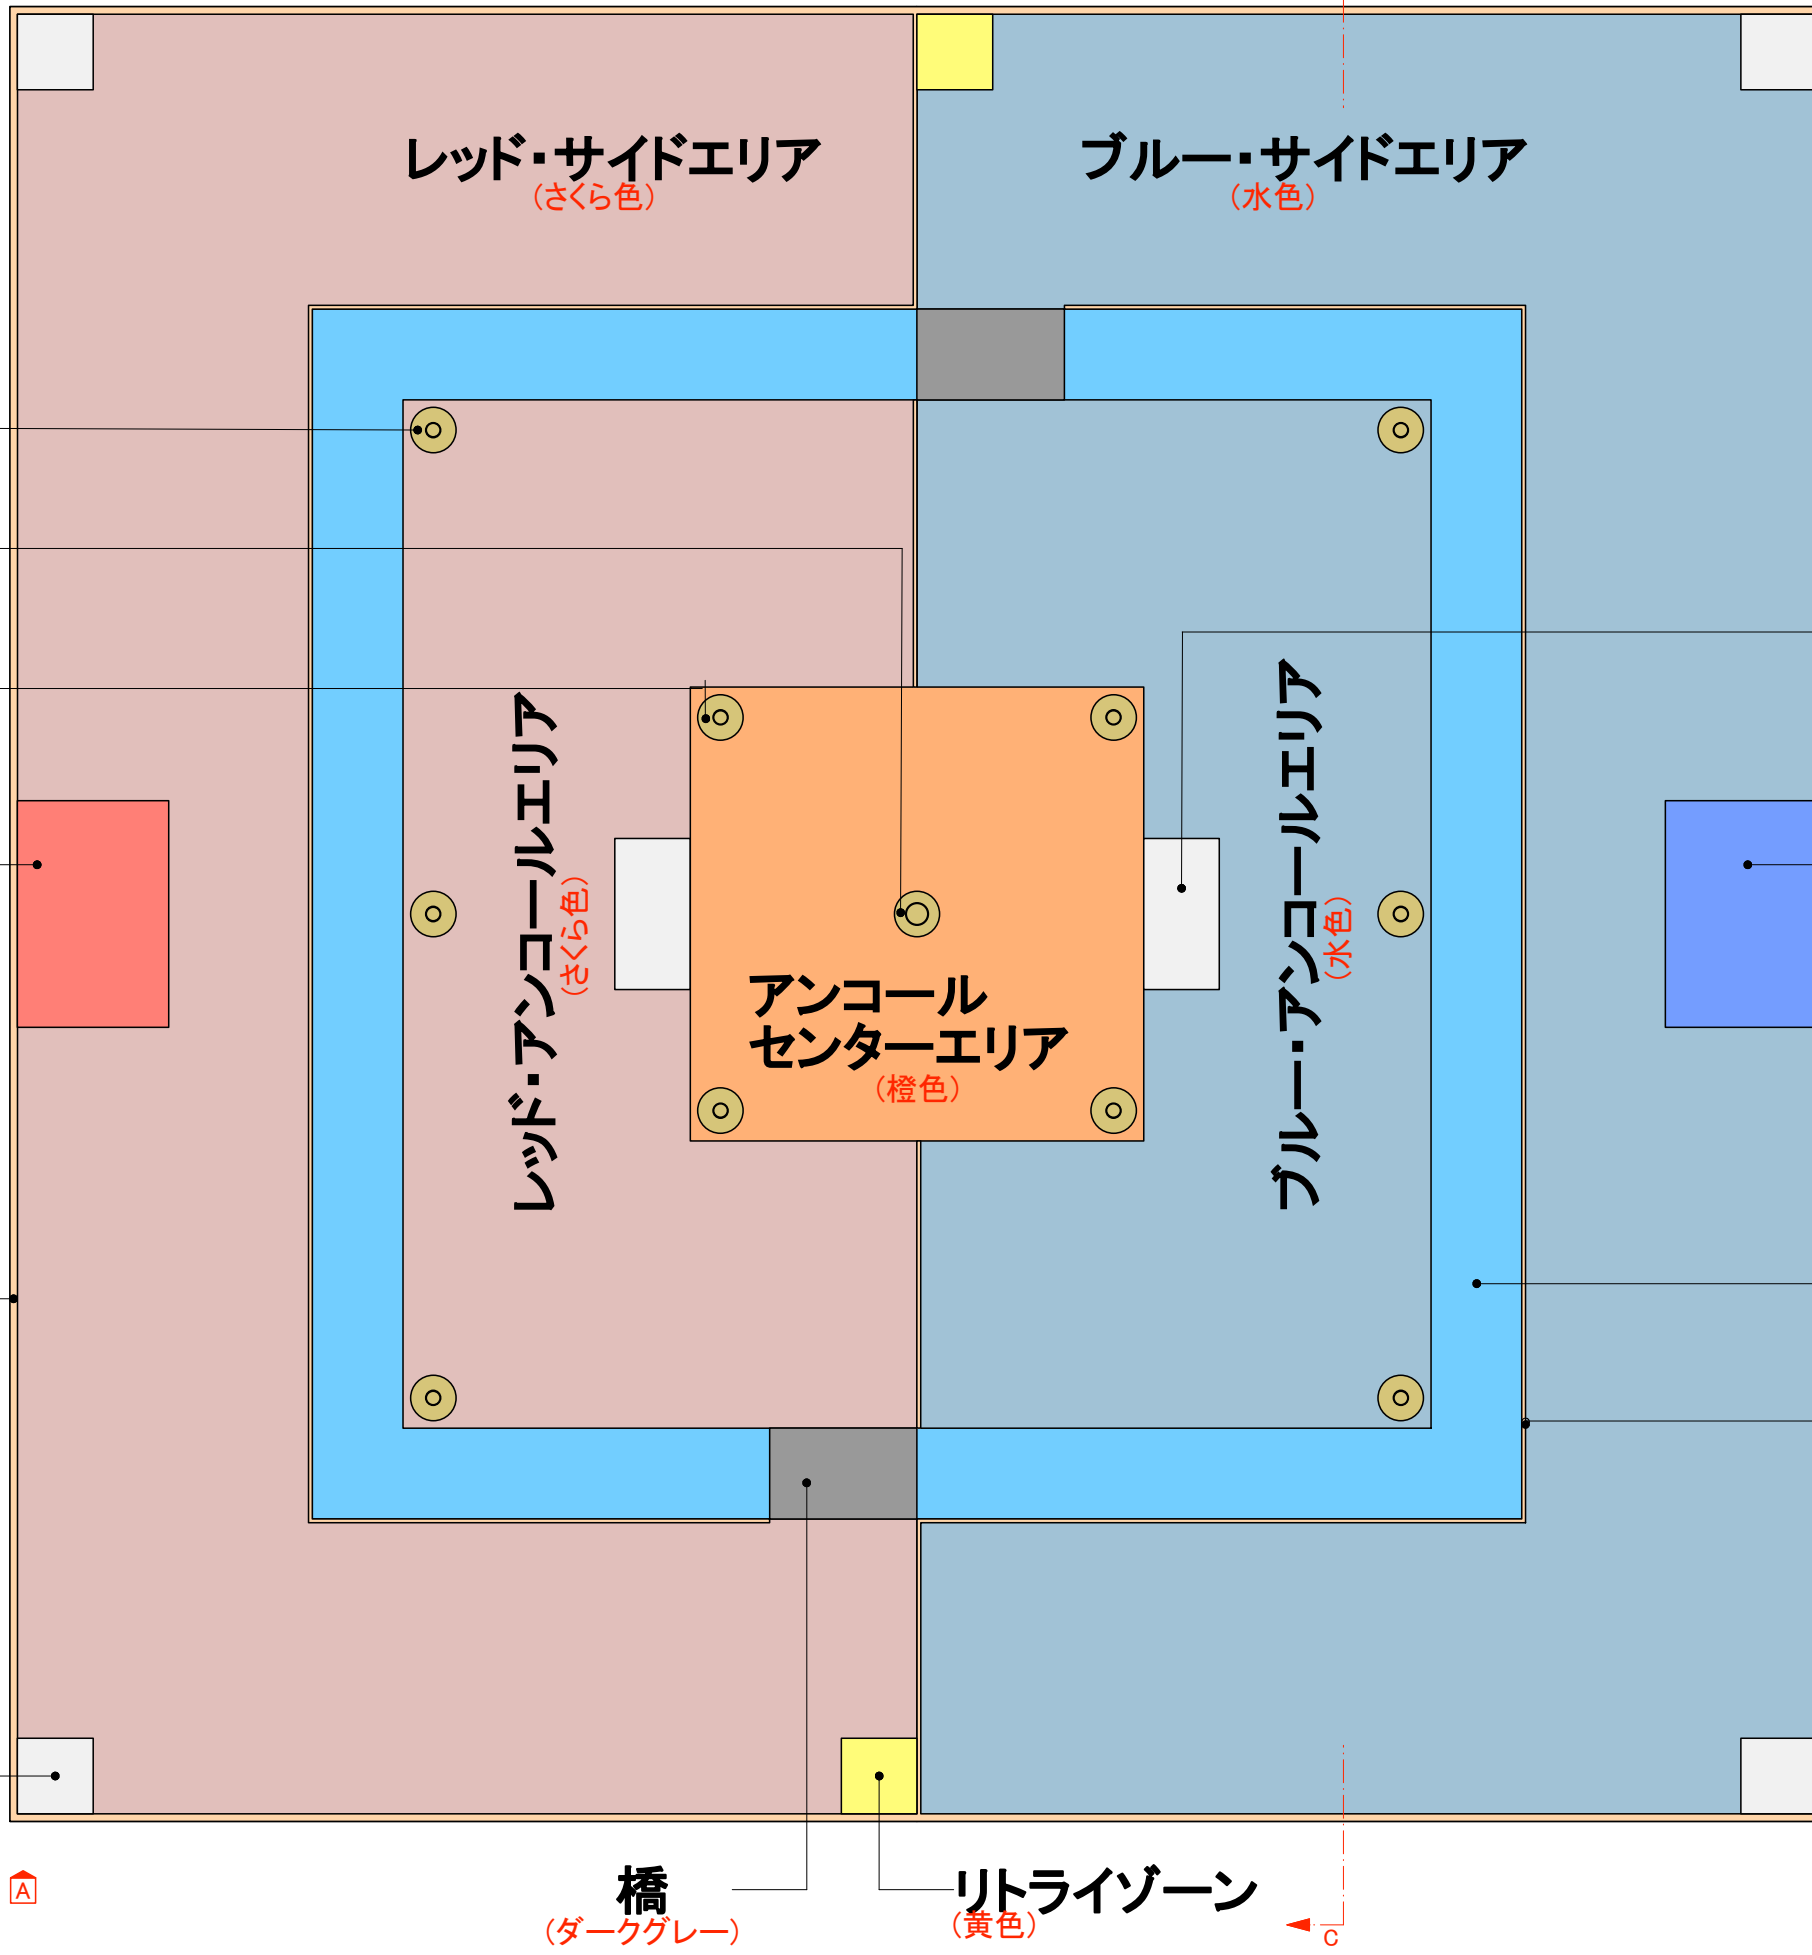 レッド・サイドエリア
（さくら色）
ブルー・サイドエリア
（水色）
レッド・アンコールエリア
（さくら色）
アンコール
センターエリア
（橙色）
ブルー・アンコールエリア
（水色）
橋
（ダークグレー）
リトライゾーン
（黄色）
A
C